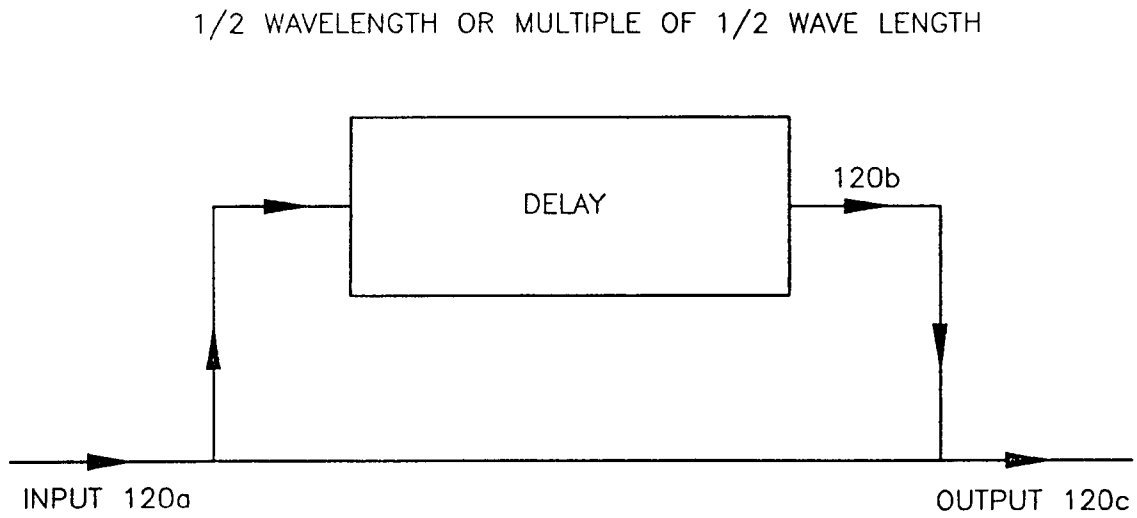 1/2 WAVELENGTH OR MULTIPLE OF 1/2 WAVE LENGTH
DELAY
120b
INPUT 120a
OUTPUT 120c